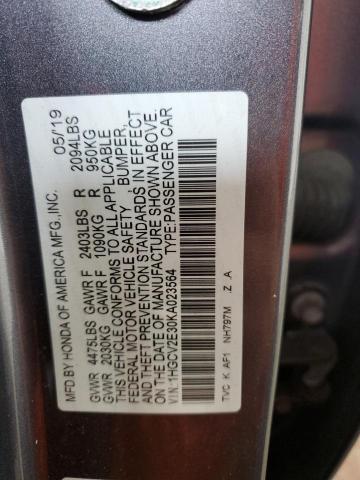 MFD.BY HONDA OF AMERICA MFG.,INC. 05/19
GVWR 4475LBS GAWR F 2403LBS R 2094LBS
GVWR 2030KG GAWR F 1090KG R 950KG
THIS VEHICLE CONFORMS TO ALL APPLICABLE
FEDERAL MOTOR VEHICLE SAFETY , BUMPER,
AND THEFT PREVENTION STANDARDS IN EFFECT
ON THE DATE OF MANUFACTURE SHOWN ABOVE.
V.I.N:1HGCV2E30KA023564 TYPE:PASSENGER CAR
TVC K AF1 NH797M Z A